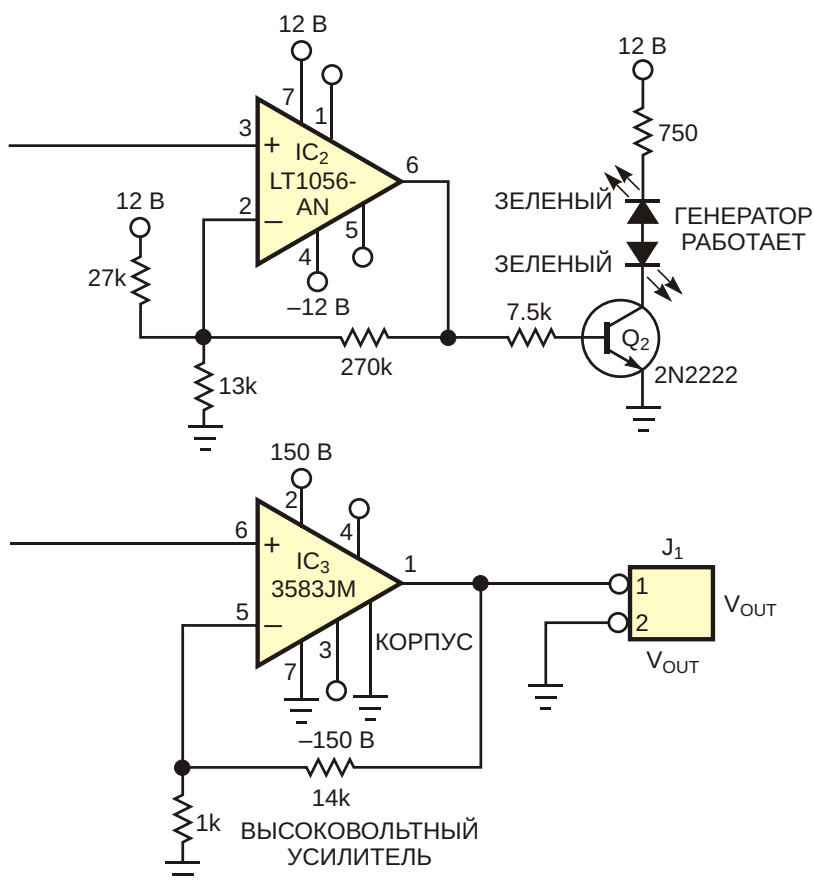 12 В
12 В
7
1
3
+
IC2
LT1056-
AN
6
2
–
5
4
–12 В
12 В
27k
13k
270k
7.5k
750
ЗЕЛЕНЫЙ
ЗЕЛЕНЫЙ
ГЕНЕРАТОР
РАБОТАЕТ
Q2
2N2222
150 В
2
4
6
+
IC3
3583JM
1
5
–
3
7
КОРПУС
–150 В
14k
1k
ВЫСОКОВОЛЬТНЫЙ
УСИЛИТЕЛЬ
J1
1
2
VOUT
VOUT